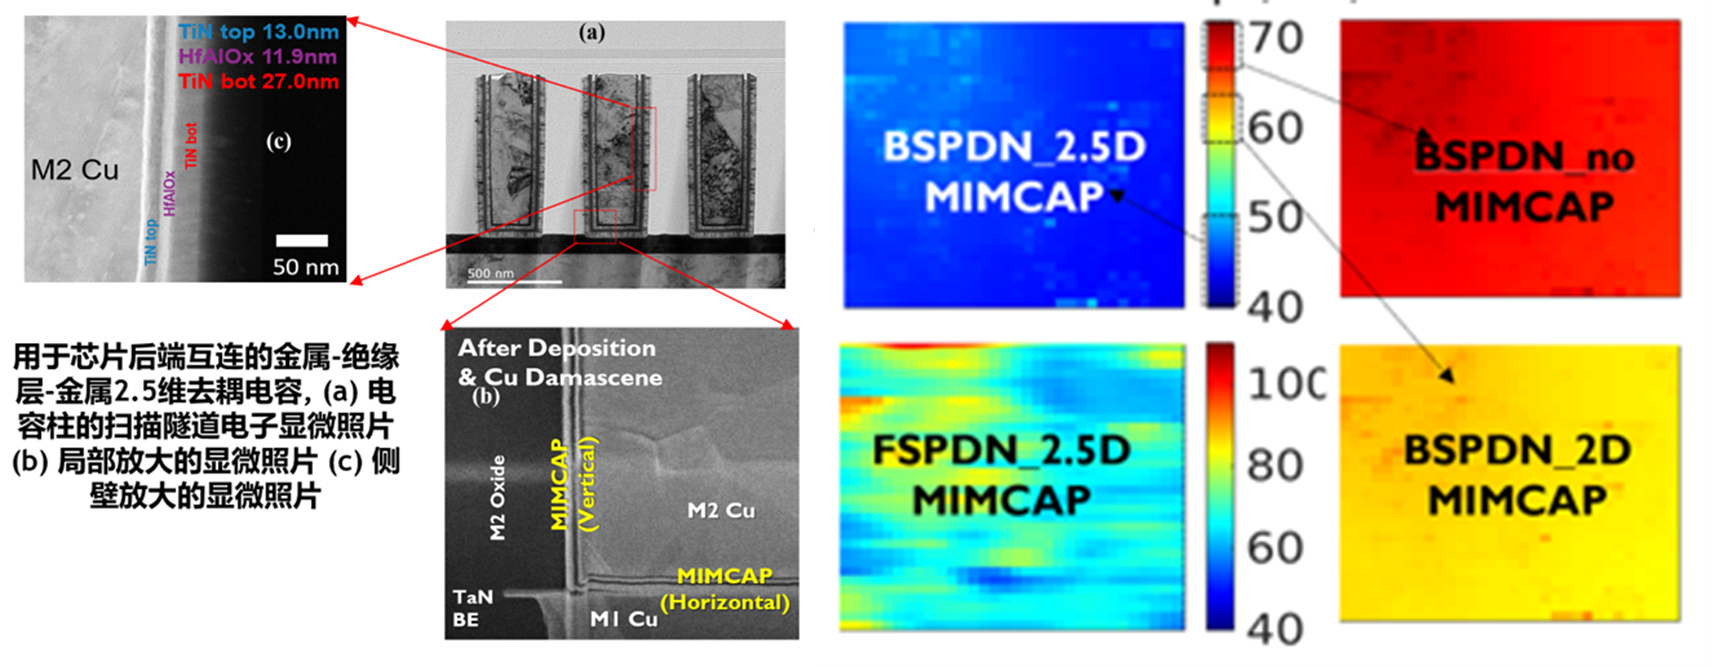 TiN top 13.0nm
HfAlOx 11.9nm
TiN bot 27.0nm
(c)
M2 Cu
TiN top
HfAlOx
TiN bot
50 nm
(a)
500 nm
After Deposition
& Cu Damascene
(b)
M2 Oxide
MIMCAP
(Vertical)
M2 Cu
MIMCAP
(Horizontal)
TaN
BE
M1 Cu
用于芯片后端互连的金属-绝缘
层-金属2.5维去耦电容, (a) 电
容柱的扫描隧道电子显微照片
(b) 局部放大的显微照片 (c) 侧
壁放大的显微照片
BSPDN_2.5D
MIMCAP
70
60
50
40
BSPDN_no
MIMCAP
FSPDN_2.5D
MIMCAP
100
80
60
40
BSPDN_2D
MIMCAP